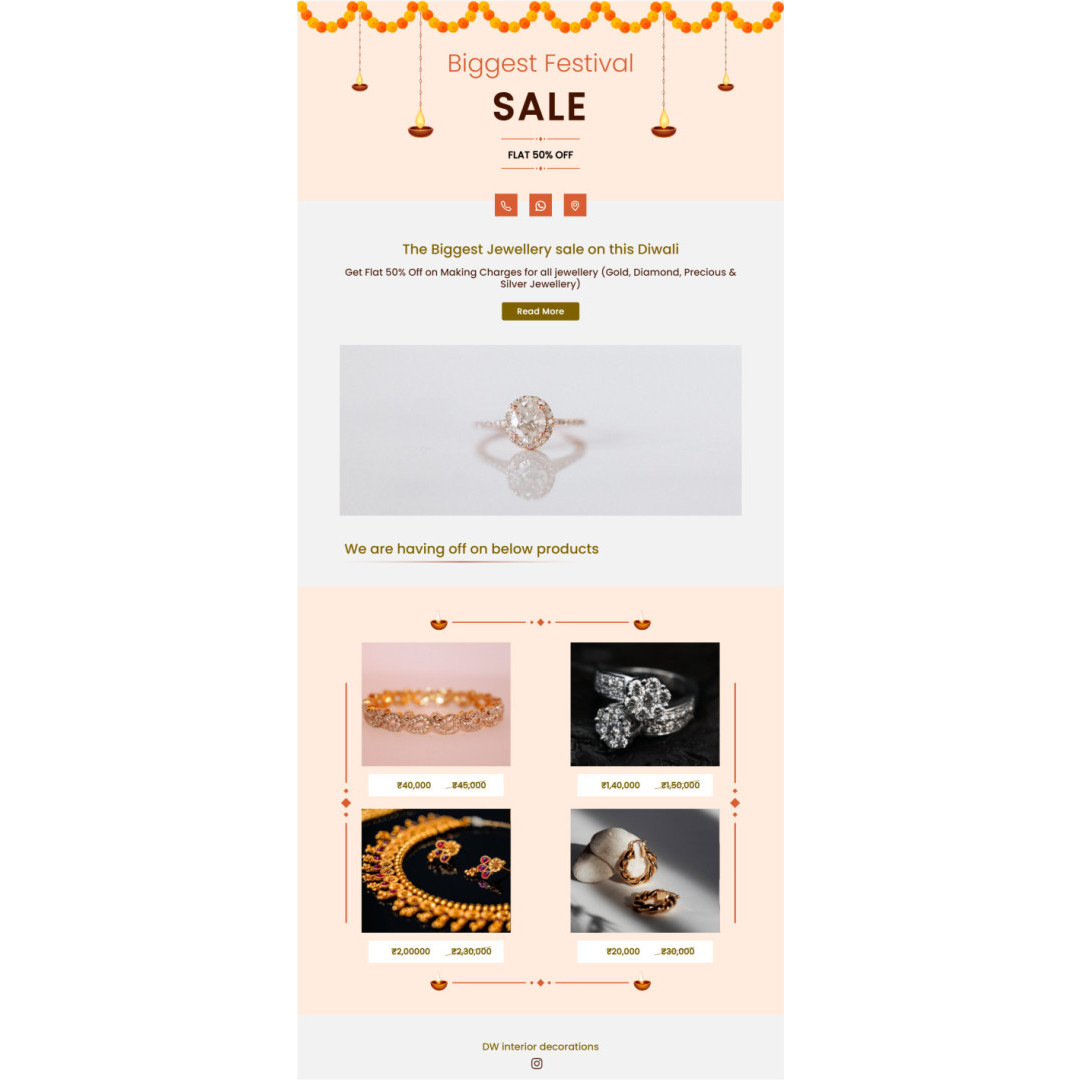 Biggest Festival
SALE
FLAT 50% OFF
The Biggest Jewellery sale on this Diwali
Get Flat 50% Off on Making Charges for all jewellery (Gold, Diamond, Precious &
Silver Jewellery)
Read More
We are having off on below products
₹40,000 ₹45,000
₹1,40,000 ₹1,50,000
₹2,00000 ₹2,30,000
₹20,000 ₹30,000
DW interior decorations